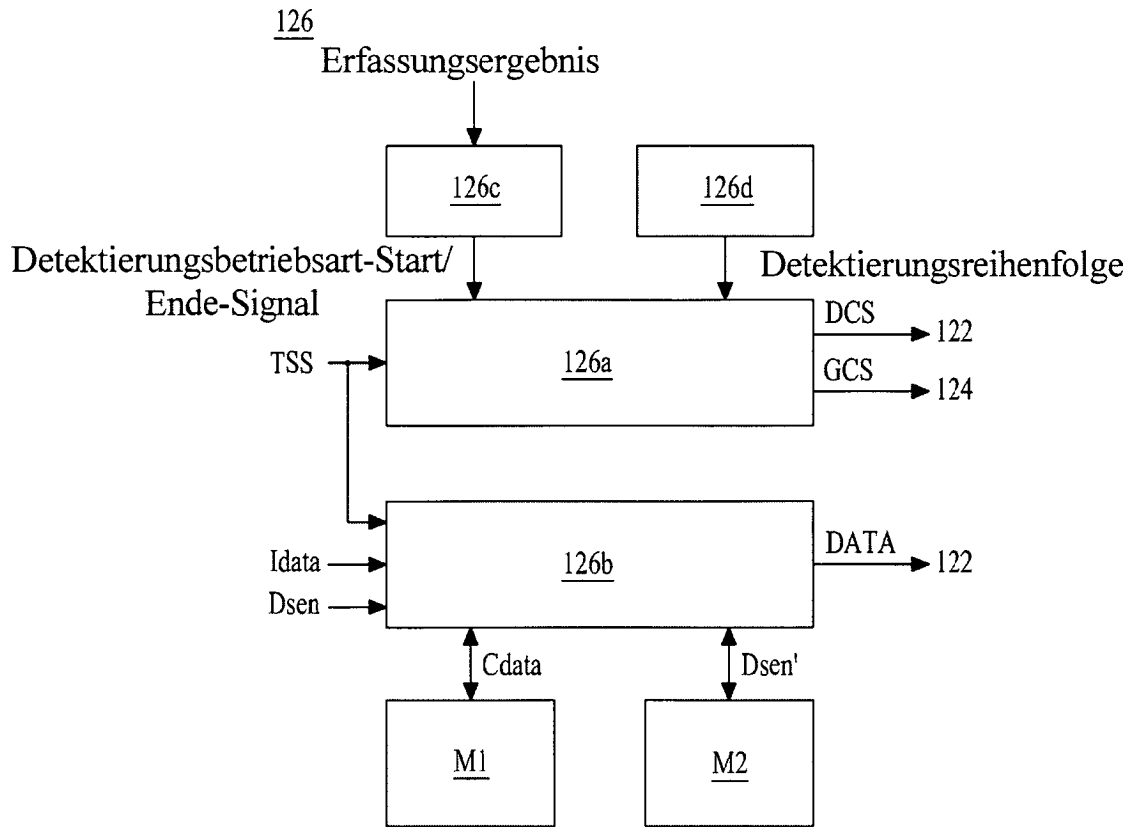 126
Erfassungsergebnis
126c
126d
Detektierungsbetriebsart-Start/
Ende-Signal
Detektierungsreihenfolge
DCS
122
TSS
126a
GCS
124
DATA
Idata
126b
122
Dsen
Cdata
Dsen'
M1
M2